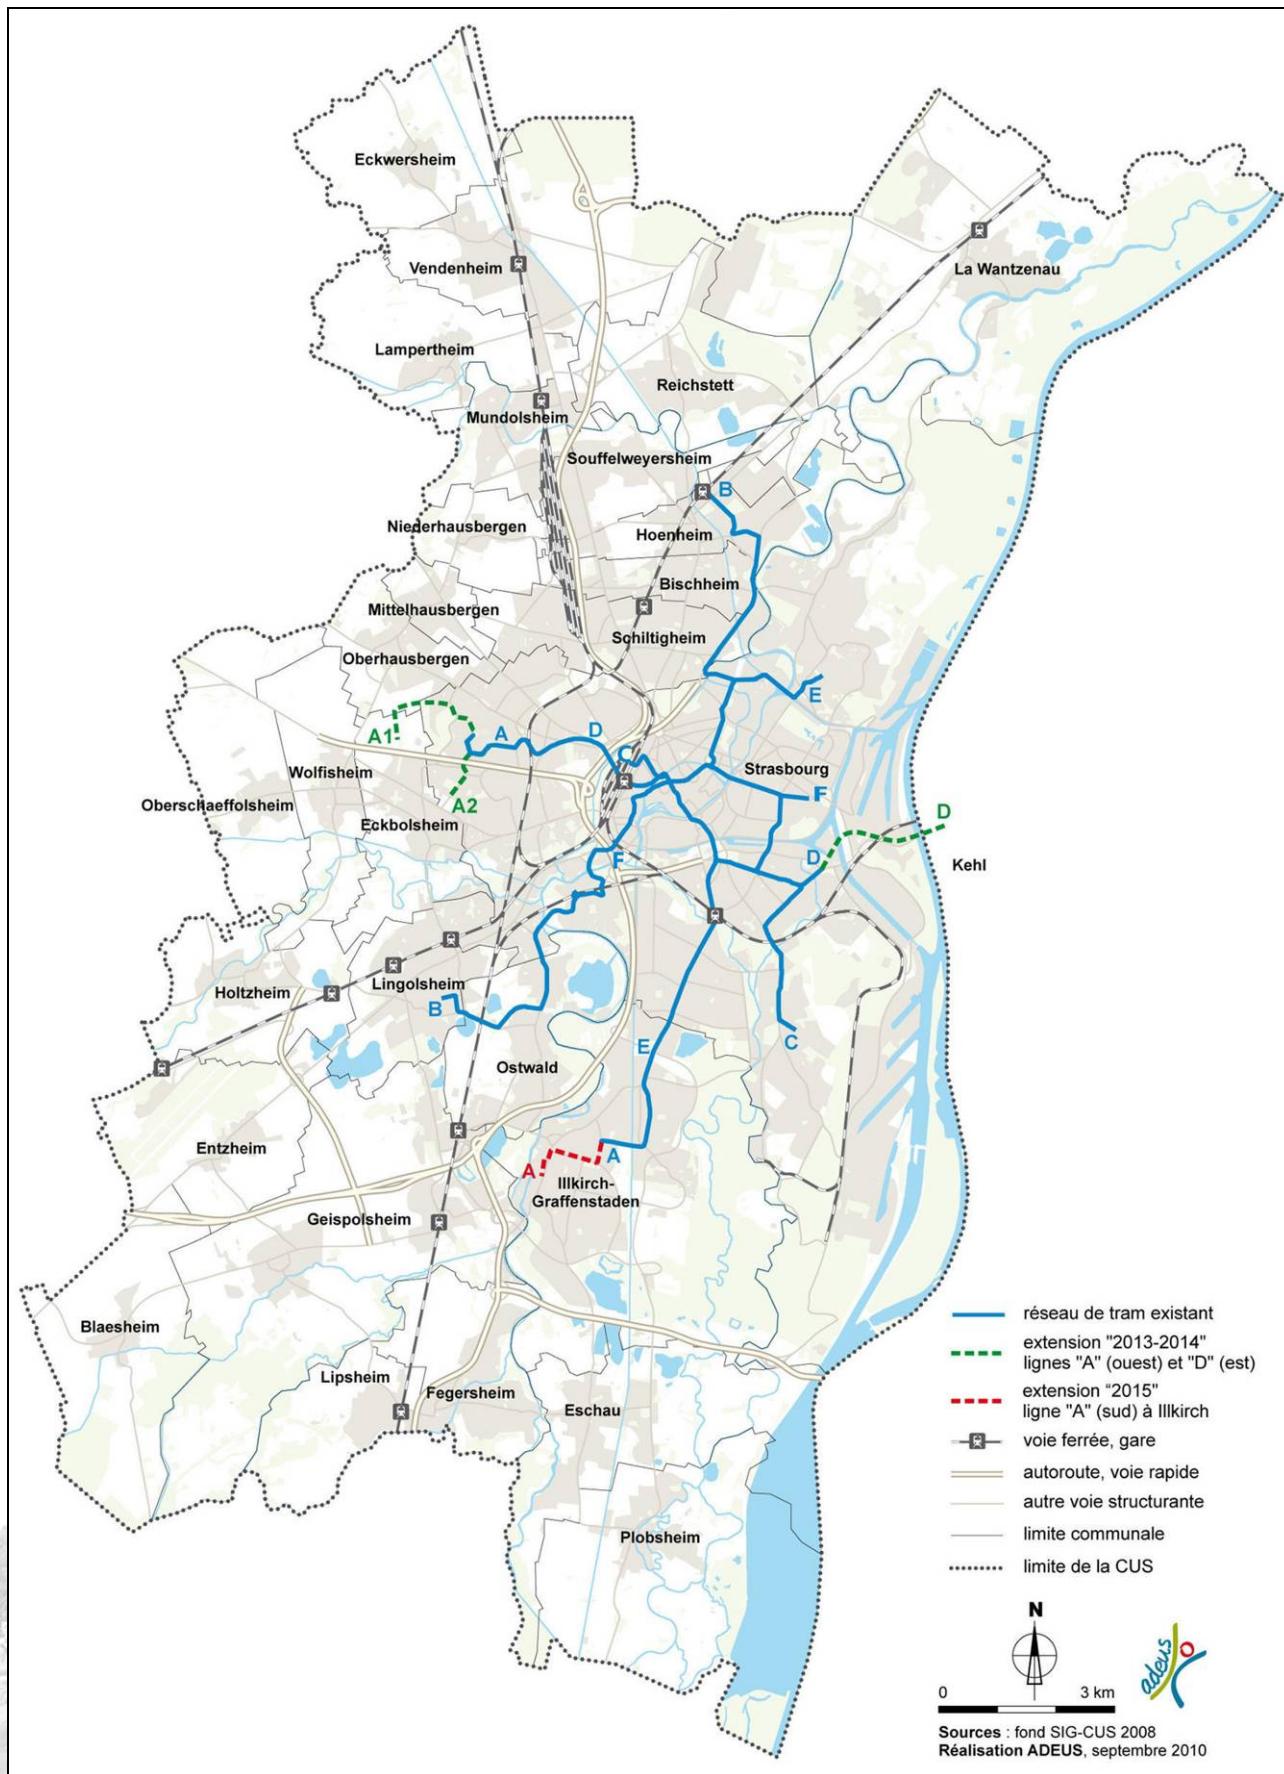 Eckwersheim
Vendenheim
La Wantzenau
Lampertheim
Reichstett
Mundolsheim
Souffelweyersheim
B
Niederhausbergen
Hoenheim
Bischheim
Mittelhausbergen
Schiltigheim
Oberhausbergen
E
A1
A
D
C
Strasbourg
Wolfisheim
Oberschaeffolsheim
A2
F
Eckbolsheim
D
F
D
Kehl
Holtzheim
Lingolsheim
B
C
E
Ostwald
Entzheim
A
A
Illkirch-
Graffenstaden
Geispolsheim
Blaesheim
Lipsheim
Fegersheim
Eschau
Plobsheim
réseau de tram existant
extension "2013-2014"
lignes "A" (ouest) et "D" (est)
extension "2015"
ligne "A" (sud) à Illkirch
voie ferrée, gare
autoroute, voie rapide
autre voie structurante
limite communale
limite de la CUS
N
adeus
0 3 km
Sources : fond SIG-CUS 2008
Réalisation ADEUS, septembre 2010